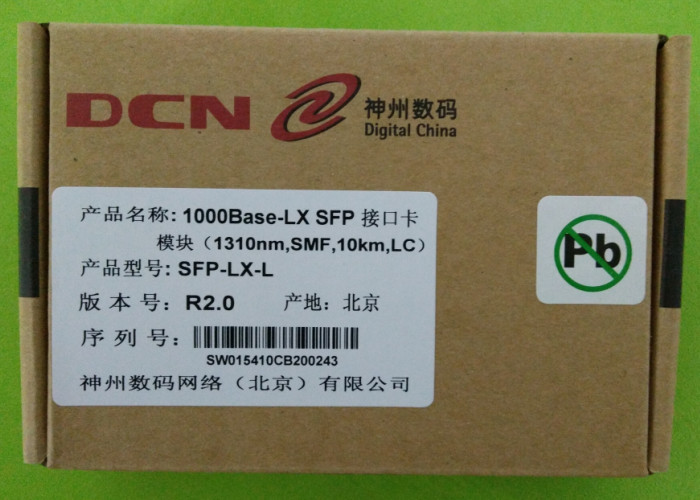 DCN
神州数码
Digital China
产品名称: 1000Base-LX SFP 接口卡
模块（1310nm,SMF,10km,LC）
产品型号: SFP-LX-L
版 本 号: R2.0 产地: 北京
序 列 号:
SW015410CB200243
神州数码网络（北京）有限公司
Pb